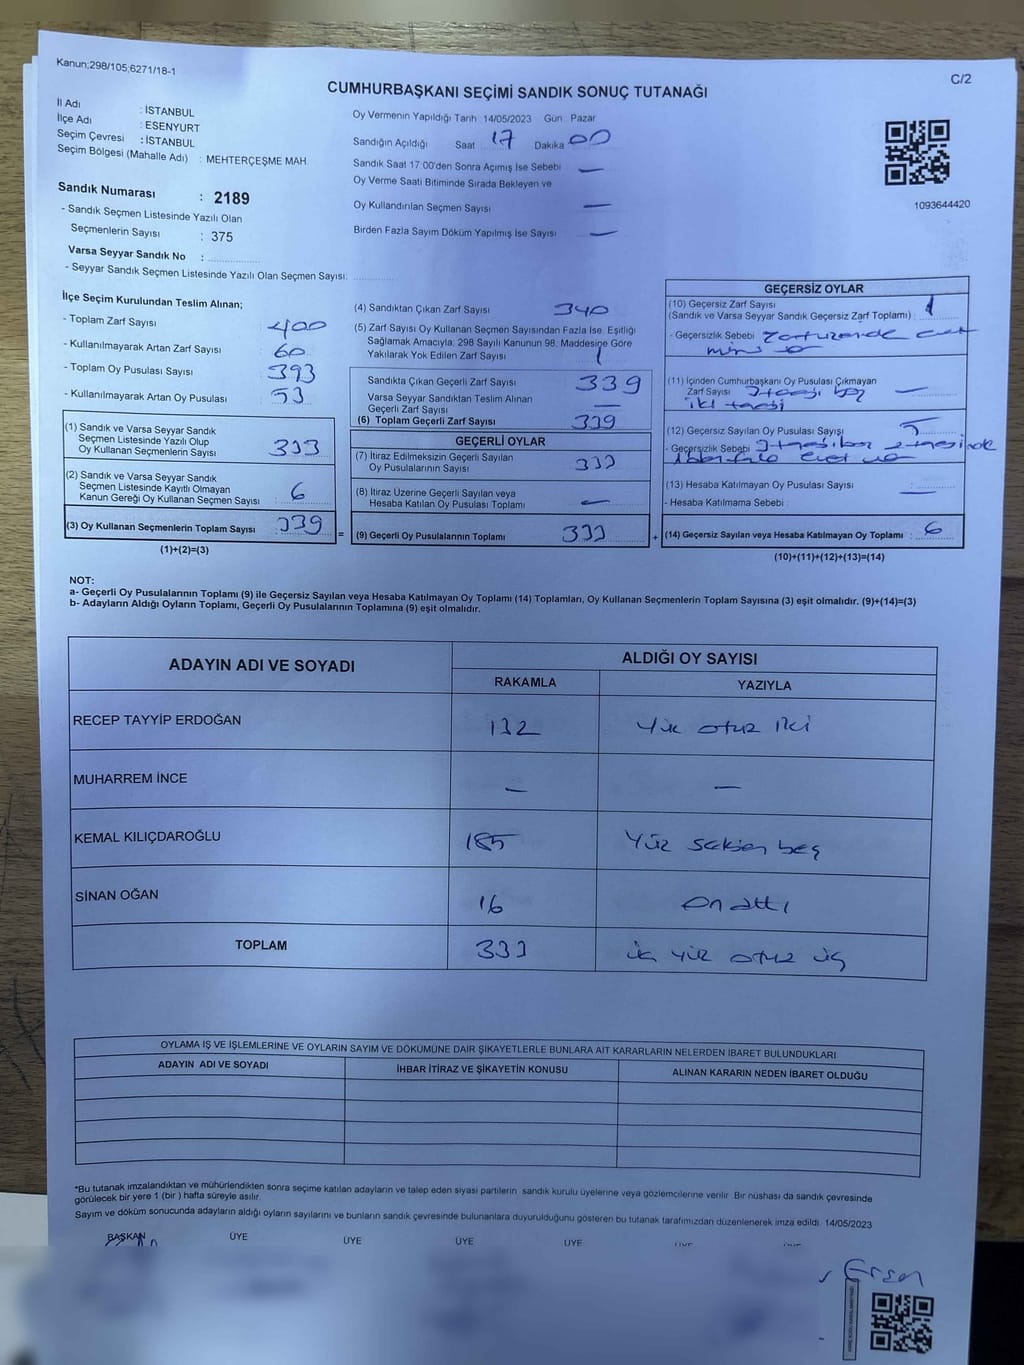 Kanun;298/105;6271/18-1
C/2
CUMHURBAŞKANI SEÇİMİ SANDIK SONUÇ TUTANAĞI
İl Adı : İSTANBUL
İlçe Adı : ESENYURT
Seçim Çevresi : İSTANBUL
Seçim Bölgesi (Mahalle Adı) : MEHTERÇEŞME MAH.
Sandık Numarası : 2189
- Sandık Seçmen Listesinde Yazılı Olan
Seçmenlerin Sayısı : 375
Varsa Seyyar Sandık No :
- Seyyar Sandık Seçmen Listesinde Yazılı Olan Seçmen Sayısı:
Oy Vermenin Yapıldığı Tarih 14/05/2023 Gün : Pazar
Sandığın Açıldığı Saat 17 Dakika 00
Sandık Saat 17:00'den Sonra Açımış İse Sebebi —
Oy Verme Saati Bitiminde Sırada Bekleyen ve
Oy Kullandırılan Seçmen Sayısı —
Birden Fazla Sayım Döküm Yapılmış İse Sayısı —
1093644420
İlçe Seçim Kurulundan Teslim Alınan;
- Toplam Zarf Sayısı : 400
- Kullanılmayarak Artan Zarf Sayısı : 60
- Toplam Oy Pusulası Sayısı : 393
- Kullanılmayarak Artan Oy Pusulası : 53
(1) Sandık ve Varsa Seyyar Sandık
Seçmen Listesinde Yazılı Olup
Oy Kullanan Seçmenlerin Sayısı : 333
(2) Sandık ve Varsa Seyyar Sandık
Seçmen Listesinde Kayıtlı Olmayan
Kanun Gereği Oy Kullanan Seçmen Sayısı : 6
(3) Oy Kullanan Seçmenlerin Toplam Sayısı : 339
(1)+(2)=(3)
=
(4) Sandıktan Çıkan Zarf Sayısı 340
(5) Zarf Sayısı Oy Kullanan Seçmen Sayısından Fazla İse. Eşitliği
Sağlamak Amacıyla; 298 Sayılı Kanunun 98. Maddesine Göre
Yakılarak Yok Edilen Zarf Sayısı 1
Sandıkta Çıkan Geçerli Zarf Sayısı 339
Varsa Seyyar Sandıktan Teslim Alınan
Geçerli Zarf Sayısı —
(6) Toplam Geçerli Zarf Sayısı 339
GEÇERLİ OYLAR
(7) İtiraz Edilmeksizin Geçerli Sayılan
Oy Pusulalarının Sayısı 333
(8) İtiraz Üzerine Geçerli Sayılan veya
Hesaba Katılan Oy Pusulası Toplamı —
(9) Geçerli Oy Pusulalarının Toplamı 333
+
GEÇERSİZ OYLAR
(10) Geçersiz Zarf Sayısı
(Sandık ve Varsa Seyyar Sandık Geçersiz Zarf Toplamı) : 1
- Geçersizlik Sebebi
(11) İçinden Cumhurbaşkanı Oy Pusulası Çıkmayan
Zarf Sayısı —
(12) Geçersiz Sayılan Oy Pusulası Sayısı 5
- Geçersizlik Sebebi
(13) Hesaba Katılmayan Oy Pusulası Sayısı —
- Hesaba Katılmama Sebebi :
(14) Geçersiz Sayılan veya Hesaba Katılmayan Oy Toplamı : 6
(10)+(11)+(12)+(13)=(14)
NOT:
a- Geçerli Oy Pusulalarının Toplamı (9) ile Geçersiz Sayılan veya Hesaba Katılmayan Oy Toplamı (14) Toplamları, Oy Kullanan Seçmenlerin Toplam Sayısına (3) eşit olmalıdır. (9)+(14)=(3)
b- Adayların Aldığı Oyların Toplamı, Geçerli Oy Pusulalarının Toplamına (9) eşit olmalıdır.
ADAYIN ADI VE SOYADI
ALDIĞI OY SAYISI
RAKAMLA YAZIYLA
RECEP TAYYİP ERDOĞAN 132 Yüz otuz iki
MUHARREM İNCE — —
KEMAL KILIÇDAROĞLU 185 Yüz seksen beş
SİNAN OĞAN 16 on altı
TOPLAM 333 üç yüz otuz üç
OYLAMA İŞ VE İŞLEMLERİNE VE OYLARIN SAYIM VE DÖKÜMÜNE DAİR ŞİKAYETLERLE BUNLARA AİT KARARLARIN NELERDEN İBARET BULUNDUKLARI
ADAYIN ADI VE SOYADI İHBAR İTİRAZ VE ŞİKAYETİN KONUSU ALINAN KARARIN NEDEN İBARET OLDUĞU
*Bu tutanak imzalandıktan ve mühürlendikten sonra seçime katılan adayların ve talep eden siyasi partilerin sandık kurulu üyelerine veya gözlemcilerine verilir. Bir nüshası da sandık çevresinde
görülecek bir yere 1 (bir ) hafta süreyle asılır.
Sayım ve döküm sonucunda adayların aldığı oyların sayılarını ve bunların sandık çevresinde bulunanlara duyurulduğunu gösteren bu tutanak tarafımızdan düzenlenerek imza edildi. 14/05/2023
BAŞKAN ÜYE ÜYE ÜYE ÜYE
Ersen